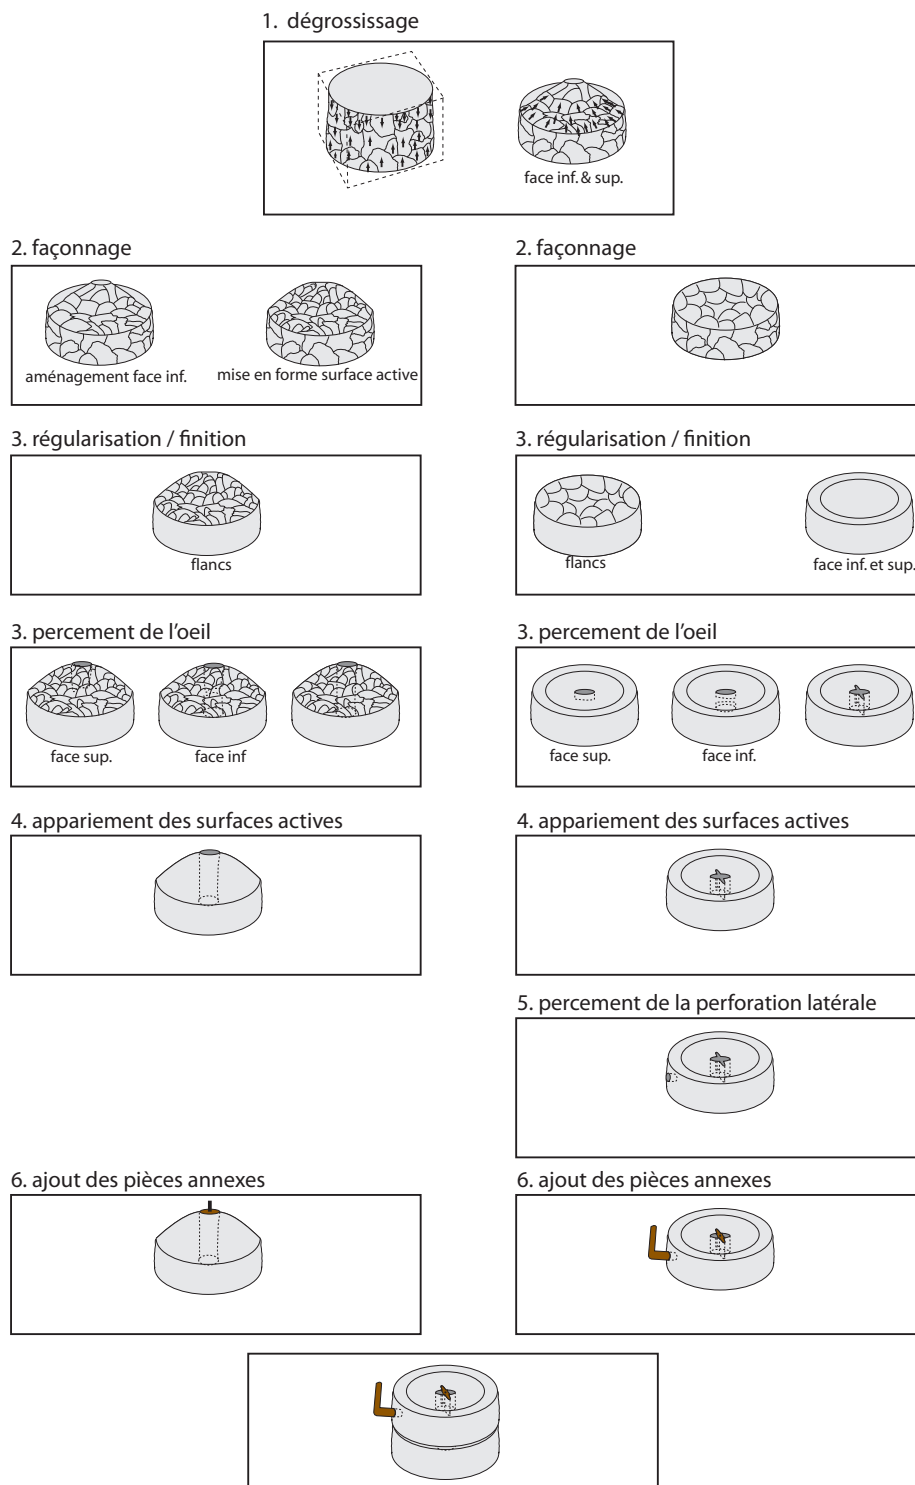 1. dégrossissage
face inf. & sup.
2. façonnage
2. façonnage
aménagement face inf.
mise en forme surface active
3. régularisation / finition
3. régularisation / finition
flancs
flancs
face inf. et sup.
3. percement de l'oeil
3. percement de l'oeil
face sup.
face inf
face sup.
face inf.
4. appariement des surfaces actives
4. appariement des surfaces actives
5. percement de la perforation latérale
6. ajout des pièces annexes
6. ajout des pièces annexes